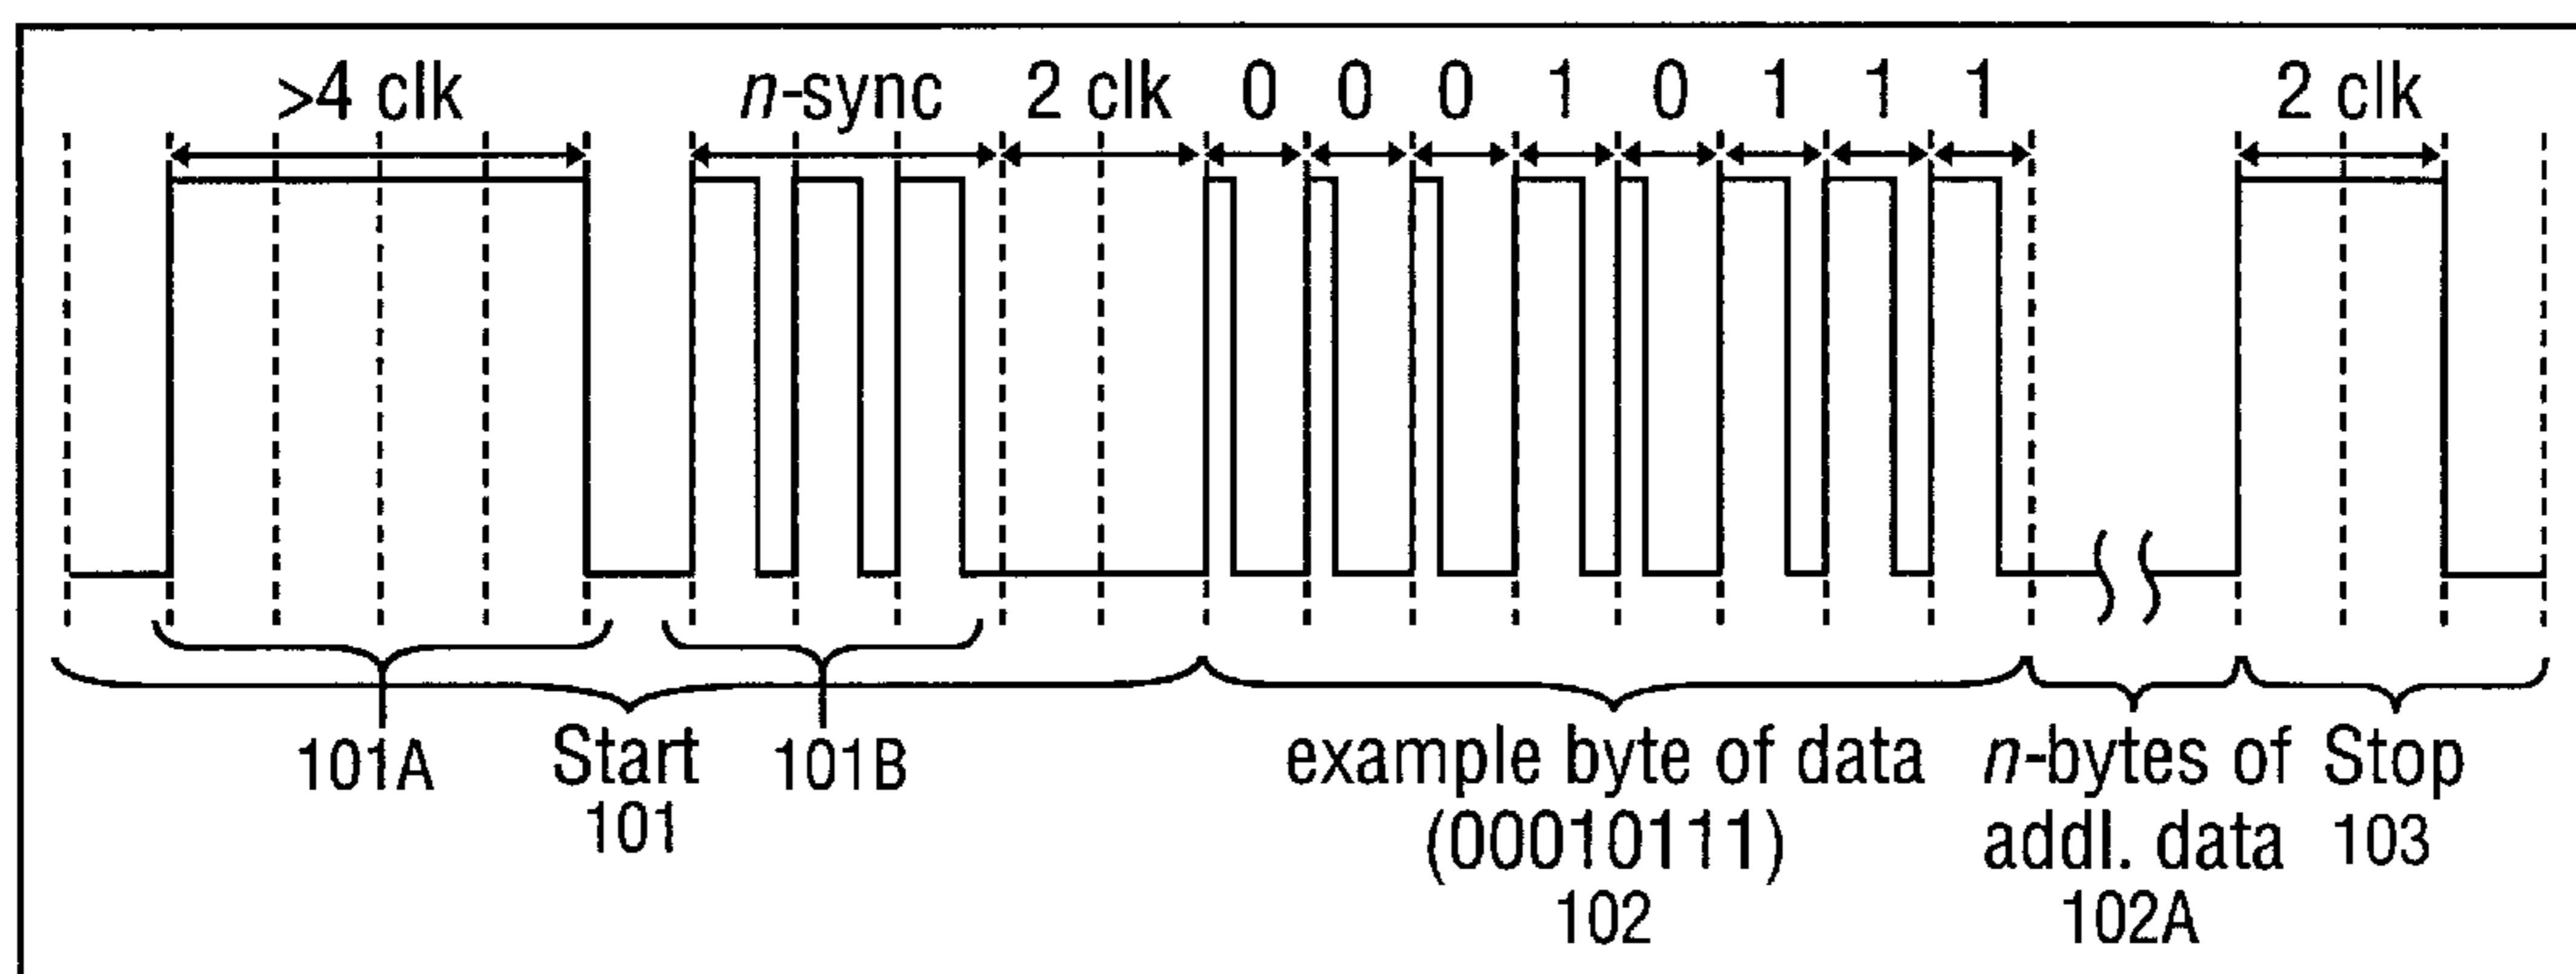 >4 clk n-sync 2 clk 0 0 0 1 0 1 1 1 2 clk
101A Start 101B
101
example byte of data
(00010111)
102
n-bytes of
addl. data
102A
Stop
103